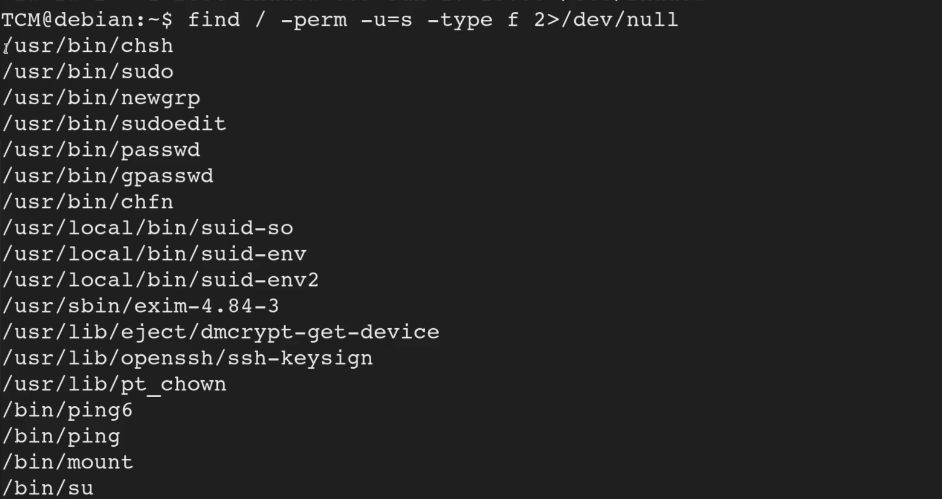 TCM@debian:~$ find / -perm -u=s -type f 2>/dev/null
/usr/bin/chsh
/usr/bin/sudo
/usr/bin/newgrp
/usr/bin/sudoedit
/usr/bin/passwd
/usr/bin/gpasswd
/usr/bin/chfn
/usr/local/bin/suid-so
/usr/local/bin/suid-env
/usr/local/bin/suid-env2
/usr/sbin/exim-4.84-3
/usr/lib/eject/dmcrypt-get-device
/usr/lib/openssh/ssh-keysign
/usr/lib/pt_chown
/bin/ping6
/bin/ping
/bin/mount
/bin/su